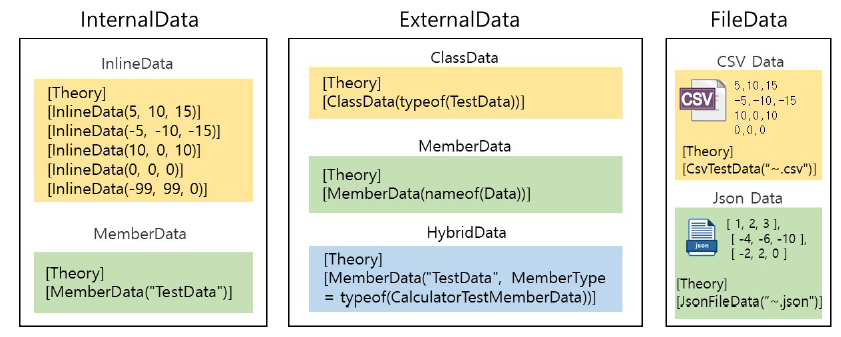 InternalData
InlineData
[Theory]
[InlineData(5, 10, 15)]
[InlineData(-5, -10, -15)]
[InlineData(10, 0, 10)]
[InlineData(0, 0, 0)]
[InlineData(-99, 99, 0)]
MemberData
[Theory]
[MemberData("TestData")]
ExternalData
ClassData
[Theory]
[ClassData(typeof(TestData))]
MemberData
[Theory]
[MemberData(nameof(Data))]
HybridData
[Theory]
[MemberData("TestData", MemberType
= typeof(CalculatorTestMemberData))]
FileData
CSV Data
CSV
5,10,15
-5,-10,-15
10,0,10
0,0,0
[Theory]
[CsvTestData("~.csv")]
Json Data
json
[ 1, 2, 3 ],
[ -4, -6, -10 ],
[ -2, 2, 0 ]
[Theory]
[JsonFileData("~.json")]